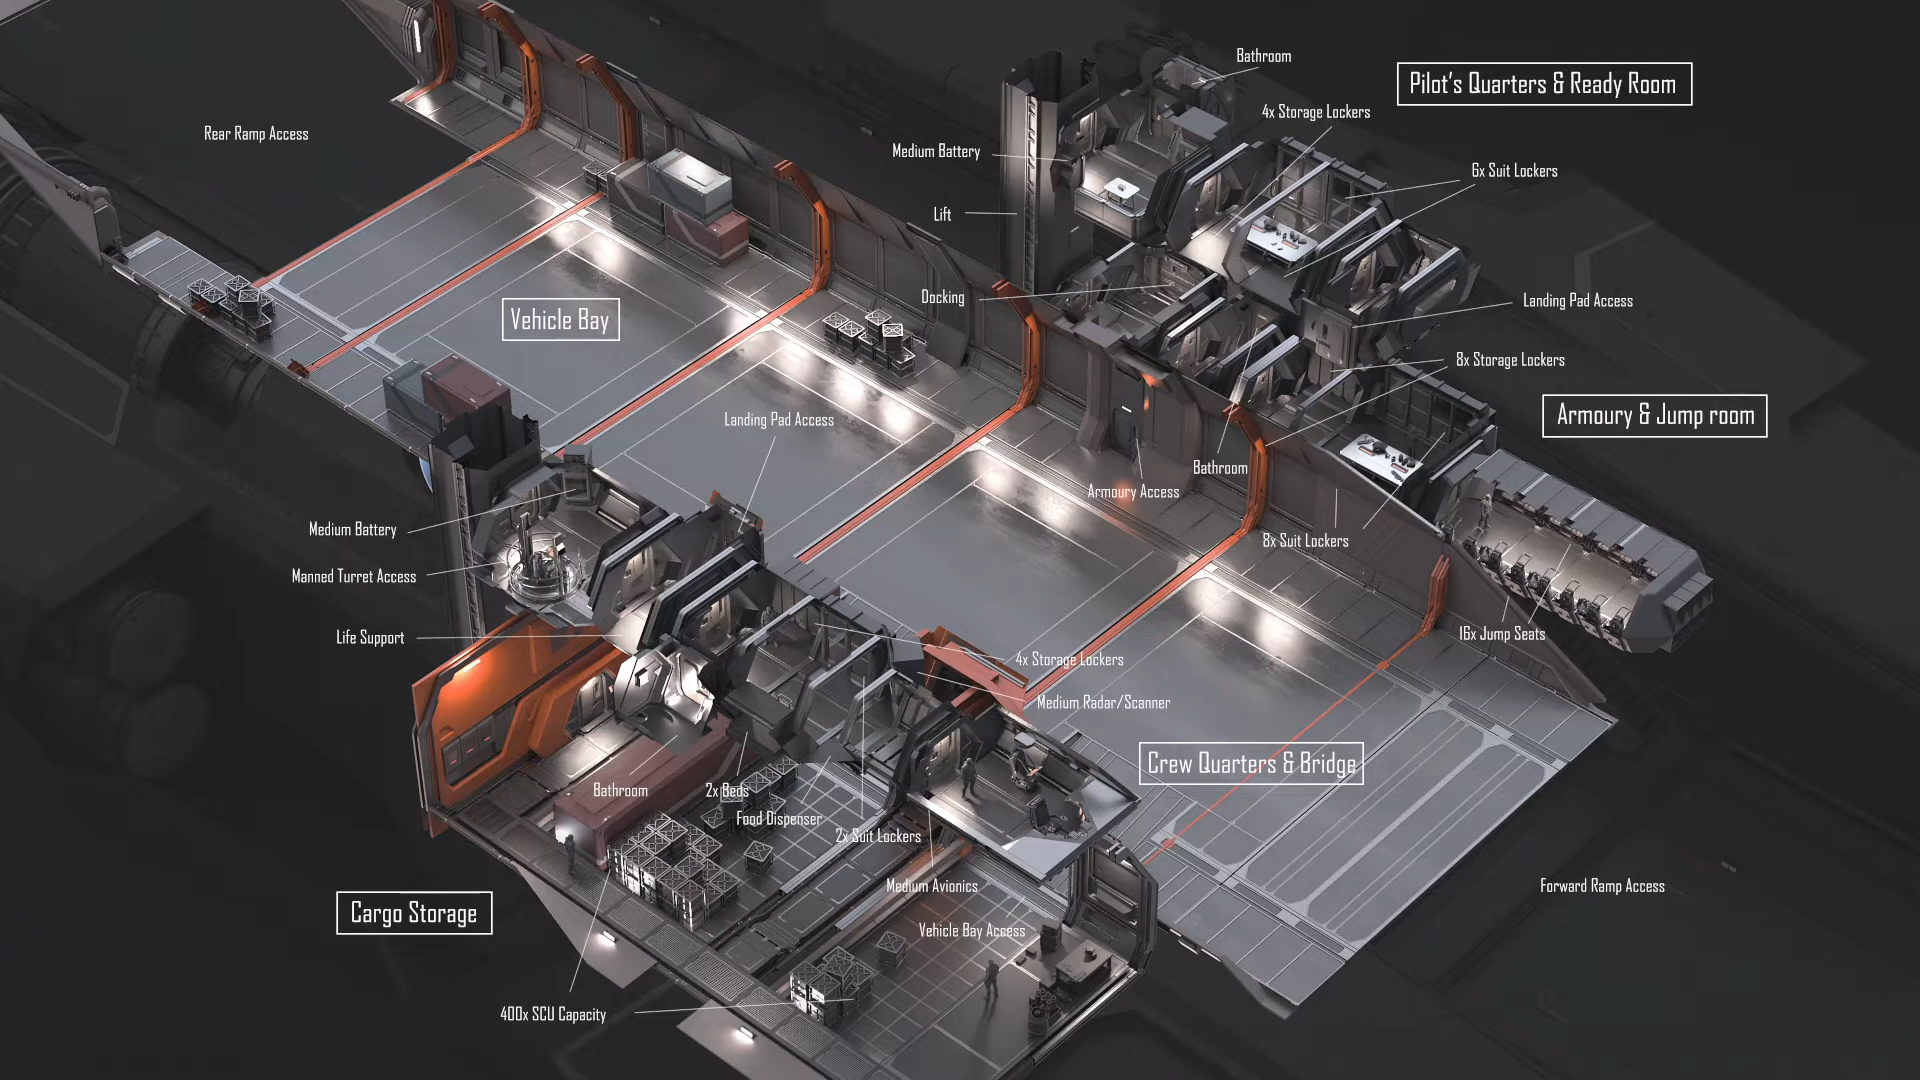 Bathroom
Pilot's Quarters & Ready Room
4x Storage Lockers
Rear Ramp Access
Medium Battery
6x Suit Lockers
Lift
Docking
Landing Pad Access
Vehicle Bay
8x Storage Lockers
Armoury & Jump room
Landing Pad Access
Bathroom
Armoury Access
Medium Battery
8x Suit Lockers
Manned Turret Access
Life Support
16x Jump Seats
4x Storage Lockers
Medium Radar/Scanner
Crew Quarters & Bridge
Bathroom
2x Beds
Food Dispenser
2x Suit Lockers
Medium Avionics
Forward Ramp Access
Cargo Storage
Vehicle Bay Access
400x SCU Capacity